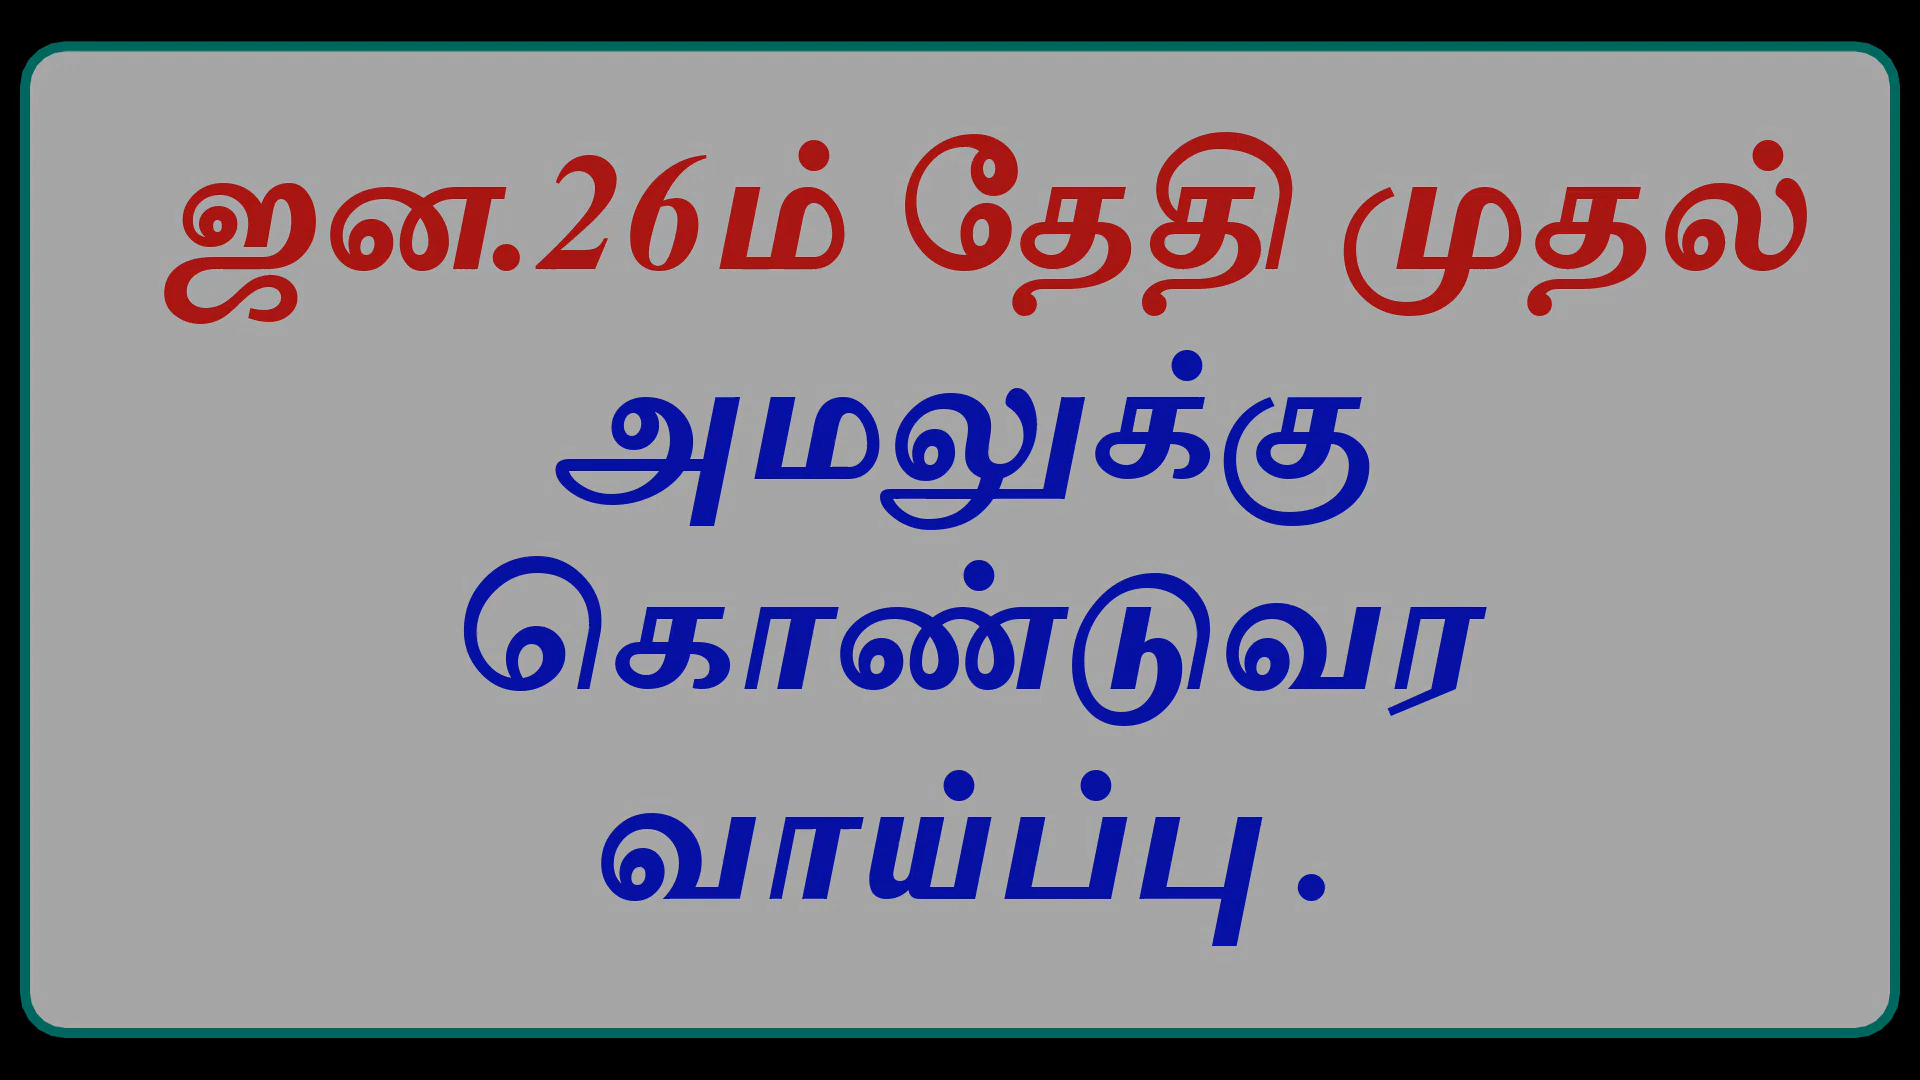 ஜன.26ம் தேதி முதல்
அமலுக்கு
கொண்டுவர
வாய்ப்பு .